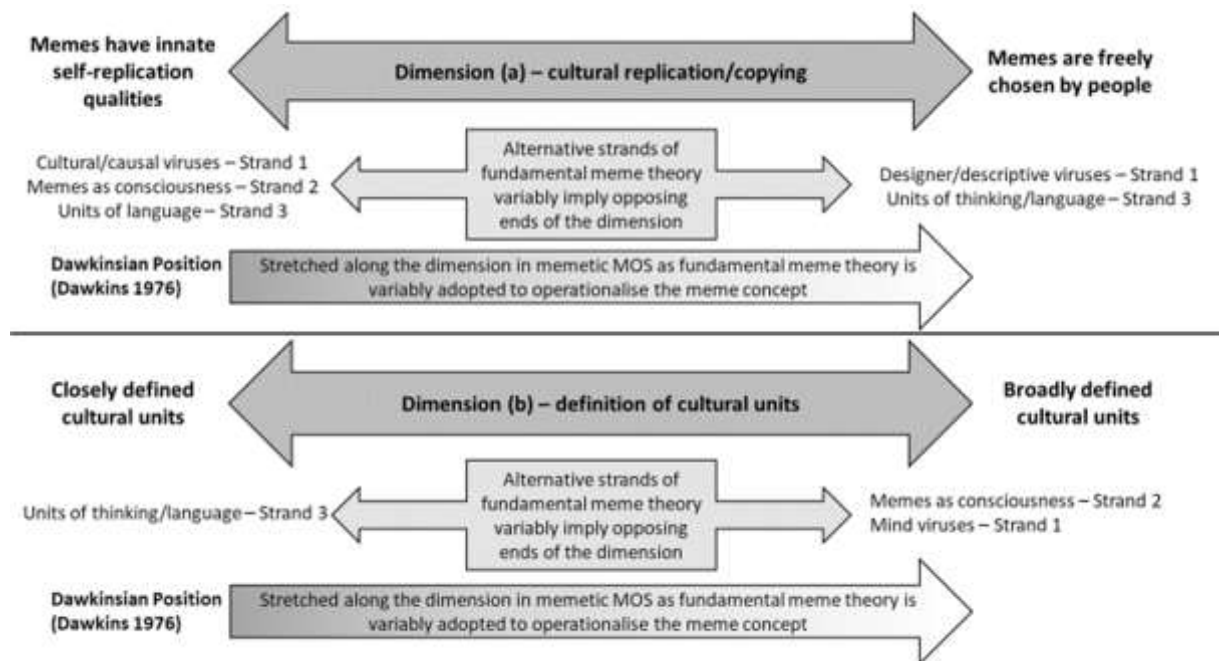 Memes have innate
self-replication
qualities
Dimension (a) – cultural replication/copying
Memes are freely
chosen by people
Cultural/causal viruses – Strand 1
Memes as consciousness – Strand 2
Units of language – Strand 3
Alternative strands of
fundamental meme theory
variably imply opposing
ends of the dimension
Designer/descriptive viruses – Strand 1
Units of thinking/language – Strand 3
Dawkinsian Position
(Dawkins 1976)
Stretched along the dimension in memetic MOS as fundamental meme theory is
variably adopted to operationalise the meme concept
Closely defined
cultural units
Dimension (b) – definition of cultural units
Broadly defined
cultural units
Units of thinking/language – Strand 3
Alternative strands of
fundamental meme theory
variably imply opposing
ends of the dimension
Memes as consciousness – Strand 2
Mind viruses – Strand 1
Dawkinsian Position
(Dawkins 1976)
Stretched along the dimension in memetic MOS as fundamental meme theory is
variably adopted to operationalise the meme concept